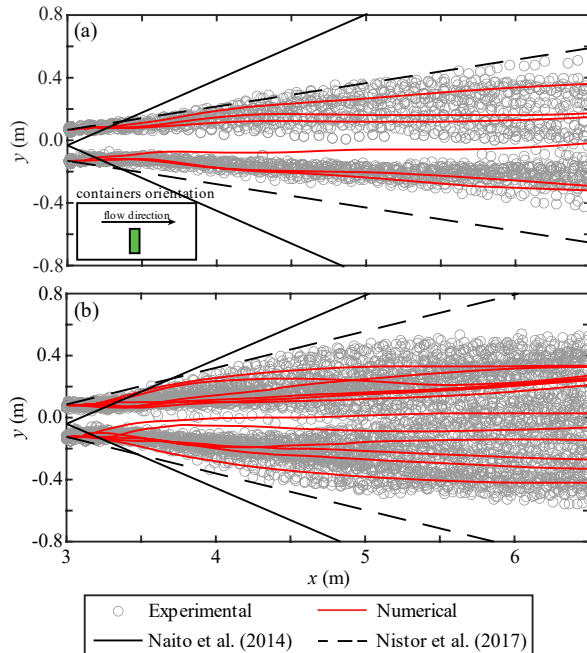 (a)
0.8
0.4
0.0
-0.4
-0.8
y (m)
containers orientation
flow direction
(b)
0.8
0.4
0.0
-0.4
-0.8
y (m)
3 4 5 6
x (m)
Experimental Numerical
Naito et al. (2014) Nistor et al. (2017)